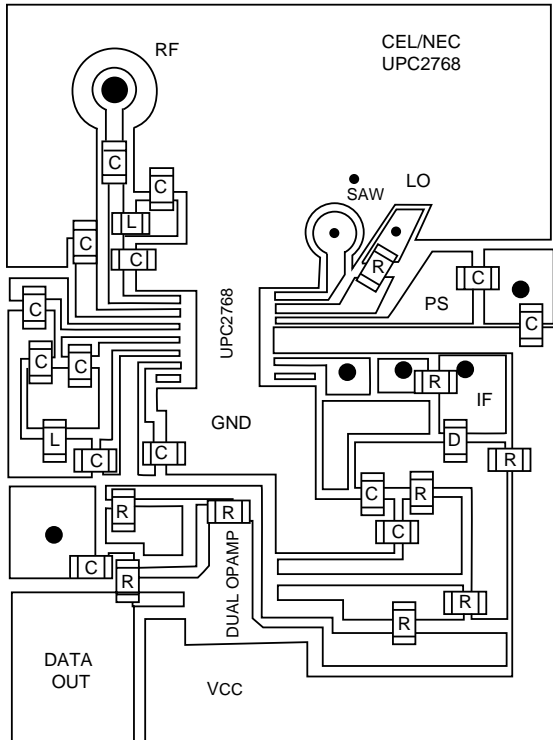 RF
CEL/NEC
UPC2768
C
C
SAW
LO
L
C
C
R
C
PS
C
C
UPC2768
C
C
R
IF
L
GND
D
C
C
R
C
R
R
R
C
C
R
DUAL OPAMP
R
R
DATA
OUT
VCC